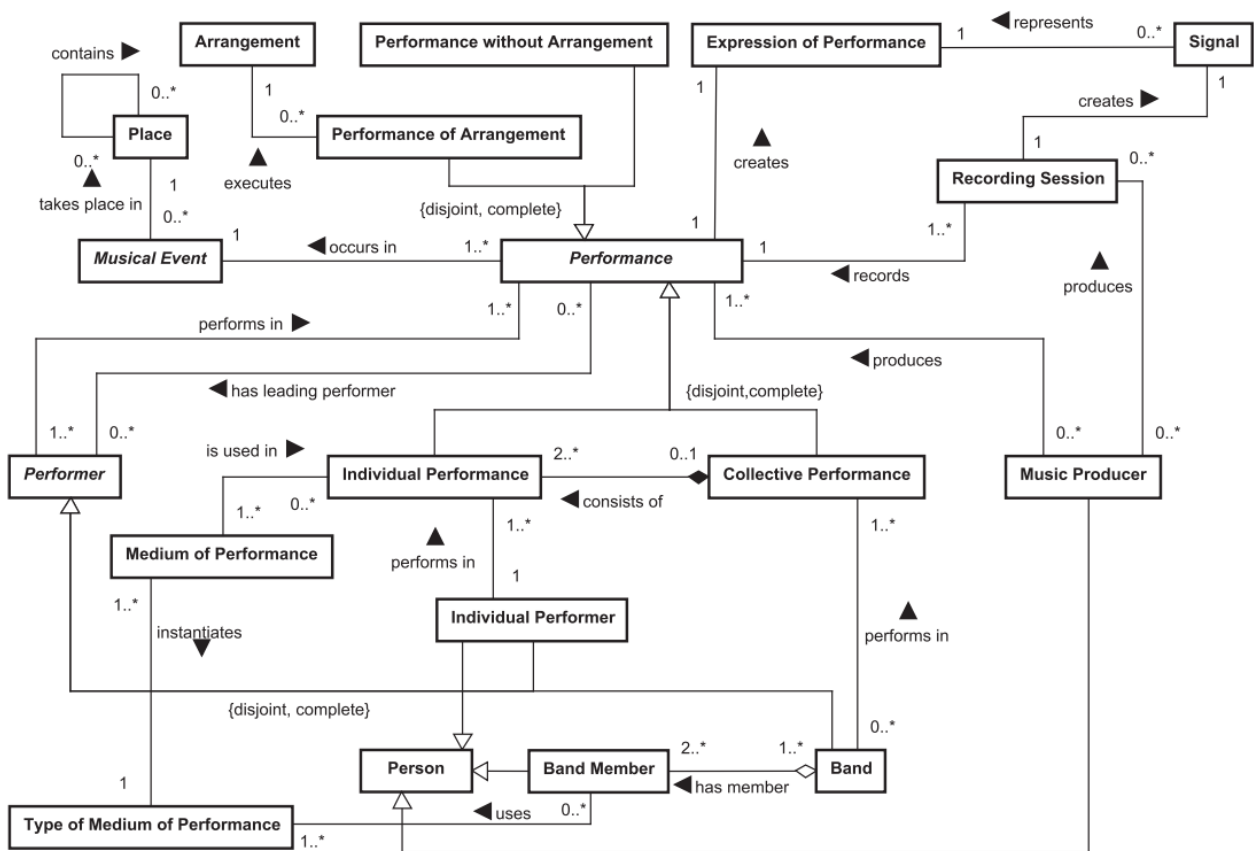 represents
1
0..*
Arrangement
Performance without Arrangement
Expression of Performance
Signal
contains
0..*
1
1
1
creates
Place
0..*
Performance of Arrangement
1
0..*
0..*
executes
creates
Recording Session
takes place in
1
0..*
{disjoint, complete}
1
1..*
1
occurs in
1..*
1
Musical Event
Performance
records
produces
1..*
0..*
1..*
performs in
produces
has leading performer
{disjoint,complete}
1..*
0..*
is used in
2..*
0..1
0..*
0..*
Performer
Individual Performance
Collective Performance
Music Producer
0..*
consists of
1..*
1..*
1..*
Medium of Performance
performs in
1
1..*
Individual Performer
instantiates
performs in
{disjoint, complete}
0..*
2..*
1..*
Person
Band Member
Band
1
has member
uses
0..*
Type of Medium of Performance
1..*